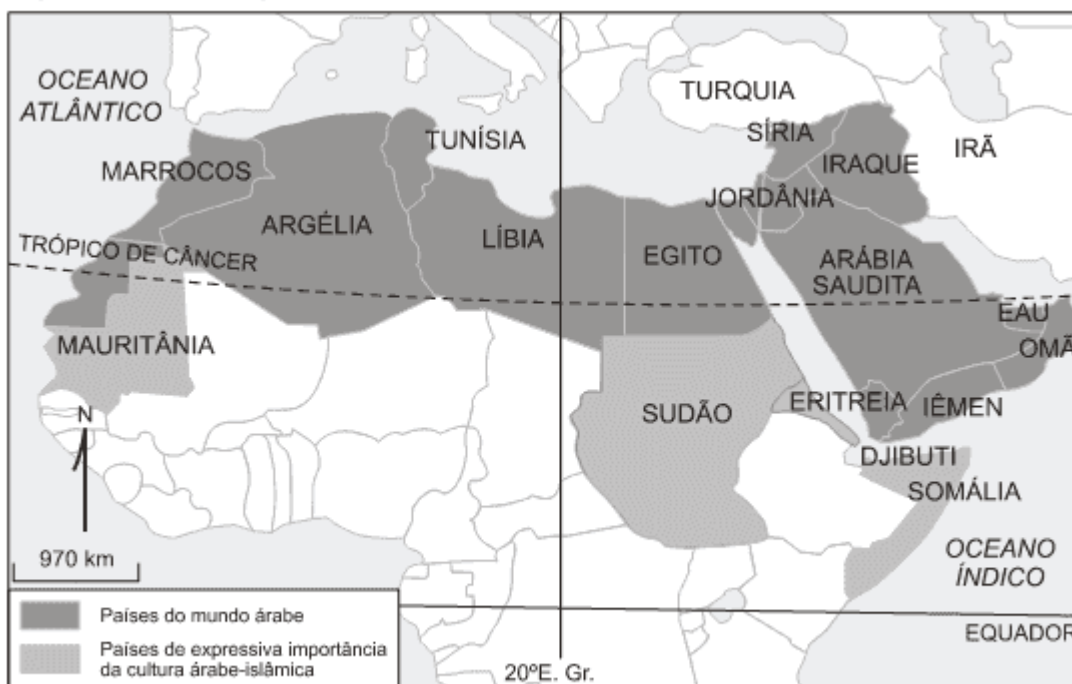 OCEANO
ATLÂNTICO
TURQUIA
TUNÍSIA
SÍRIA
IRAQUE
IRÃ
MARROCOS
JORDÂNIA
ARGÉLIA
LÍBIA
EGITO
ARÁBIA
SAUDITA
TRÓPICO DE CÂNCER
EAU
OMÃ
MAURITÂNIA
SUDÃO
ERITREIA
IÊMEN
N
DJIBUTI
SOMÁLIA
OCEANO
ÍNDICO
970 km
Países do mundo árabe
Países de expressiva importância
da cultura árabe-islâmica
EQUADOR
20ºE. Gr.